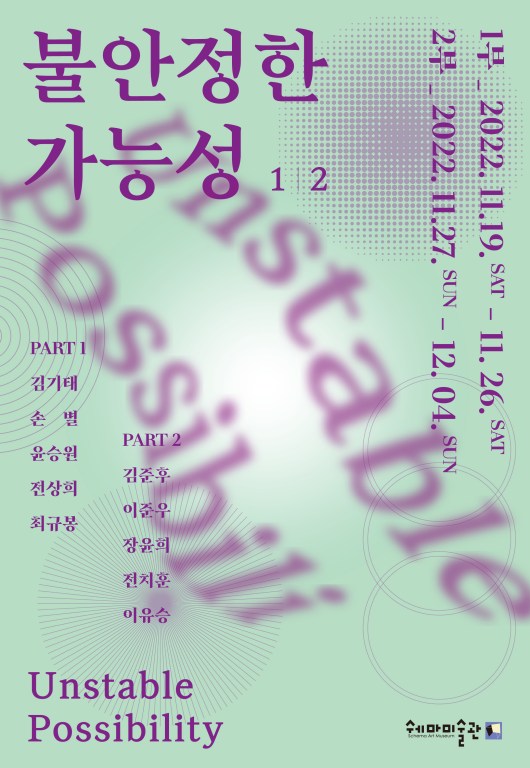 불안정한
가능성 1 | 2
1부 _ 2022. 11.19. SAT – 11. 26. SAT
2부 _ 2022. 11.27. SUN – 12. 04. SUN
Unstable
Possibili
PART 1
김기태
손 별
윤승원
전상희
최규봉
PART 2
김준후
이준우
장윤희
전치훈
이유승
Unstable
Possibility
쉐마미술관
Schema Art Museum